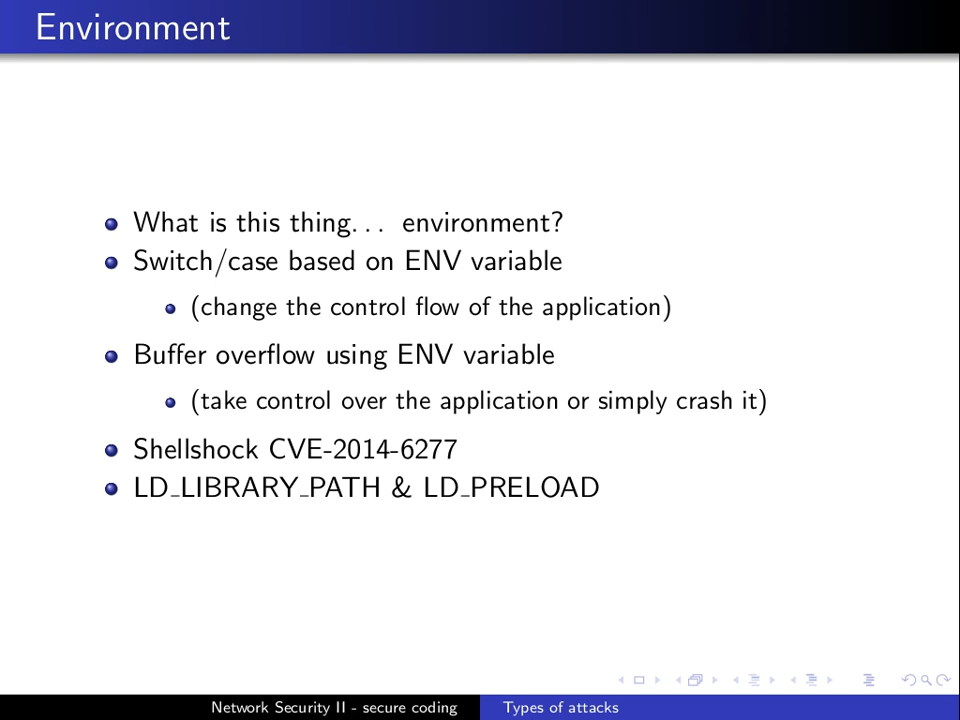 Environment
What is this thing. . . environment?
Switch/case based on ENV variable
(change the control flow of the application)
Buffer overflow using ENV variable
(take control over the application or simply crash it)
Shellshock CVE-2014-6277
LD_LIBRARY_PATH & LD_PRELOAD
Network Security II - secure coding
Types of attacks